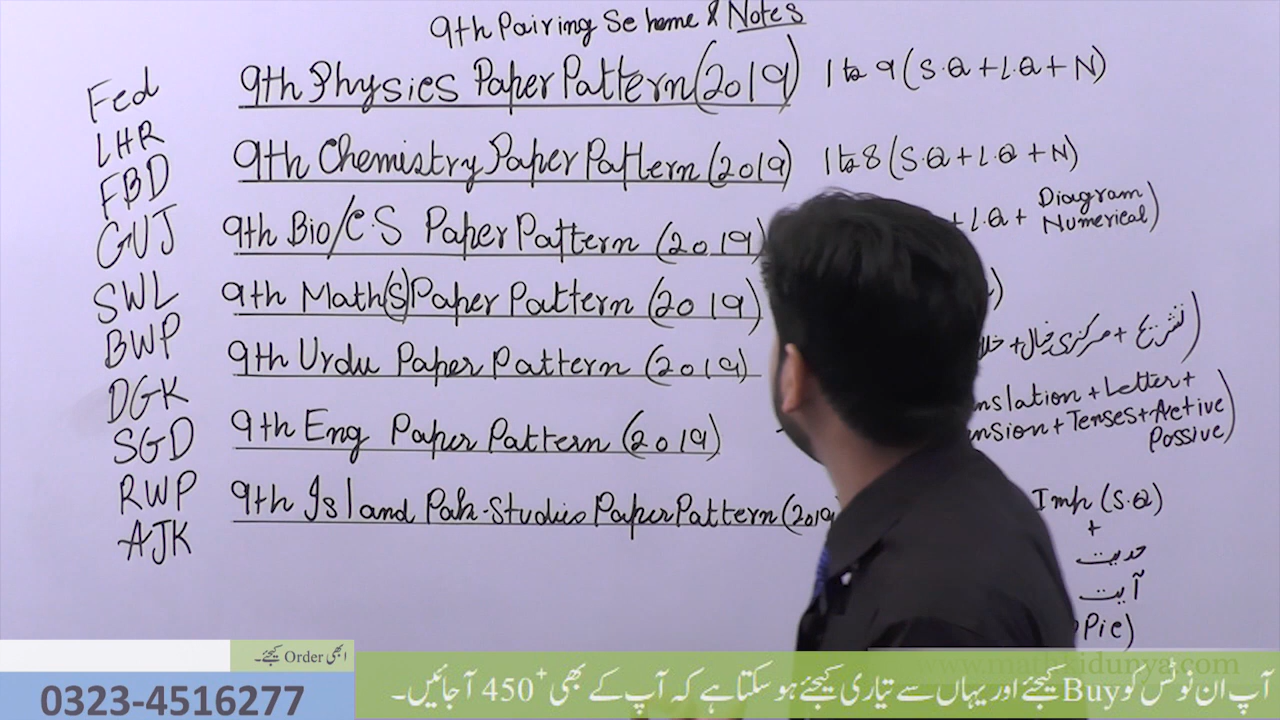 9th Pairing Scheme & Notes
Fed
LHR
FBD
GUJ
SWL
BWP
DGK
SGD
RWP
AJK
9th Physics Paper Pattern (2019) 1 to 9 (S.Q + L.Q + N)
9th Chemistry Paper Pattern (2019) 1 to 8 (S.Q + L.Q + N)
9th Bio/C.S Paper Pattern (2019) + L.Q + Diagram
Numerical)
9th Math(s) Paper Pattern (2019)
9th Urdu Paper Pattern (2019) + مرکزی خیال + تشریح)
9th Eng Paper Pattern (2019) nslation + Letter +
nsion + Tenses + Active
Possive)
9th Isl and Pak-Studies Paper Pattern (2019 Imp (S.Q)
+
حدیث
آیت
Pic)
ابھی Order کیجئے۔
0323-4516277
آپ ان نوٹس کو Buy کیجئے اور یہاں سے تیاری کیجئے ہو سکتا ہے کہ آپ کے بھی 450+ آ جائیں۔
www.mathkidunya.com